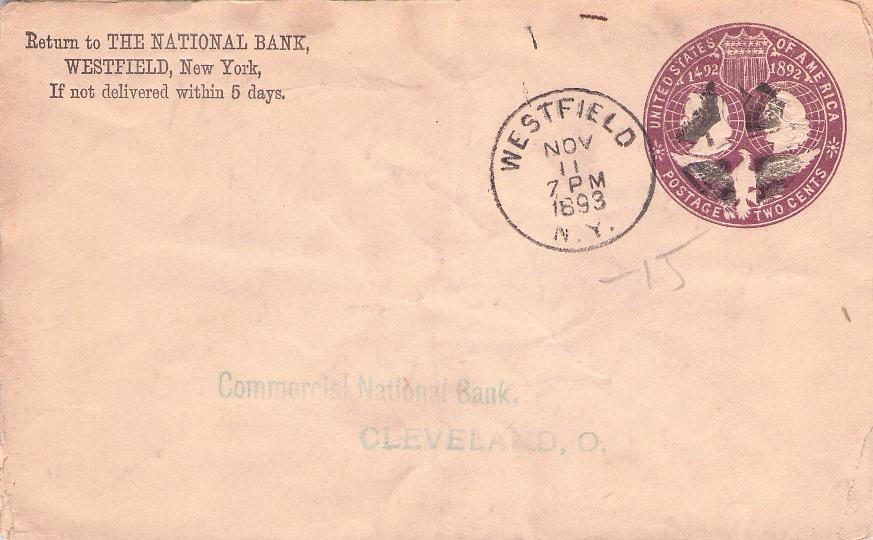 Return to THE NATIONAL BANK,
WESTFIELD, New York,
If not delivered within 5 days.
WESTFIELD
NOV
11
7 PM
1893
N.Y.
UNITED STATES OF AMERICA
1492 1892
POSTAGE TWO CENTS
-15
Commercial National Bank.
CLEVELAND, O.